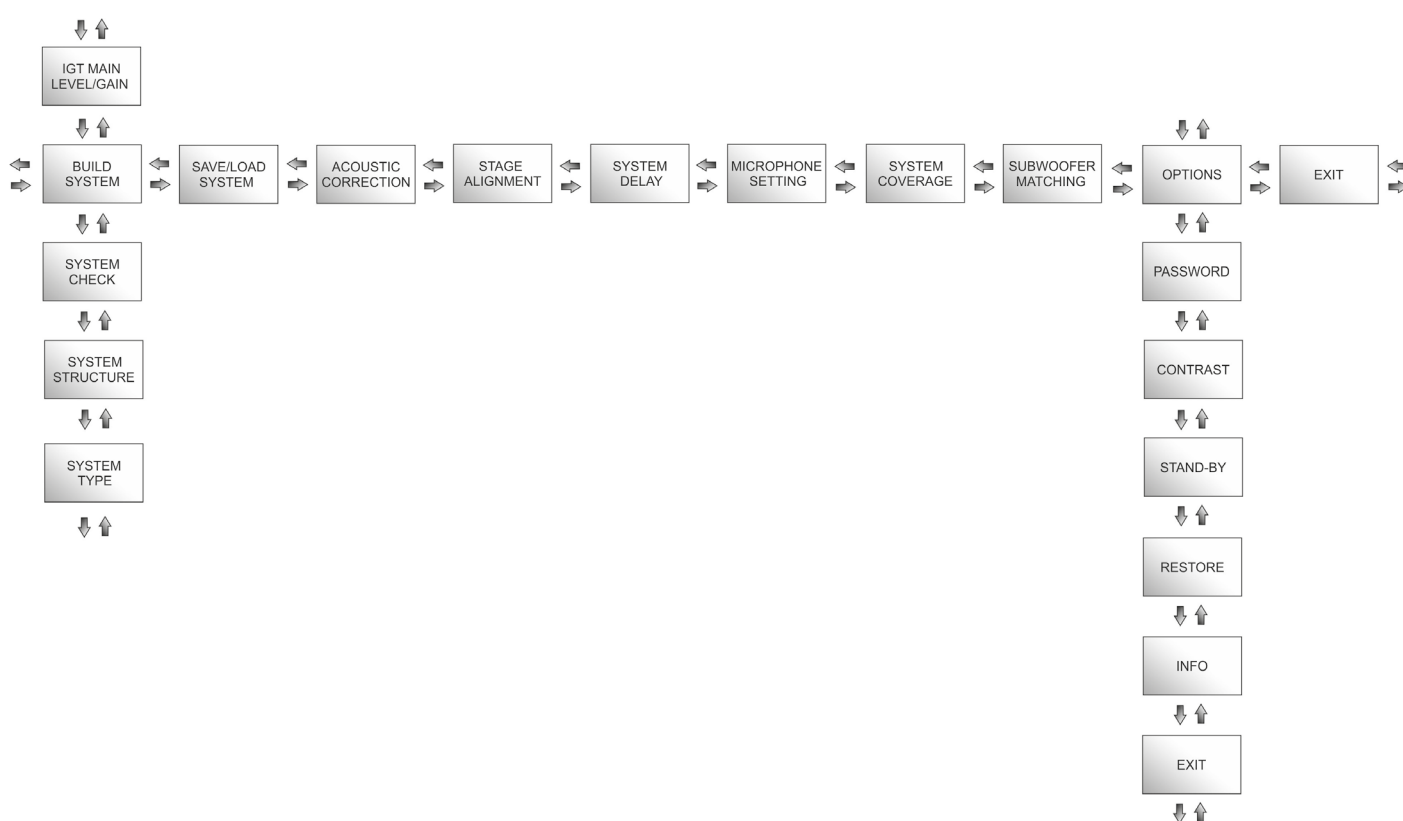 IGT MAIN
LEVEL/GAIN
BUILD
SYSTEM
SAVE/LOAD
SYSTEM
ACOUSTIC
CORRECTION
STAGE
ALIGNMENT
SYSTEM
DELAY
MICROPHONE
SETTING
SYSTEM
COVERAGE
SUBWOOFER
MATCHING
OPTIONS
EXIT
SYSTEM
CHECK
SYSTEM
STRUCTURE
SYSTEM
TYPE
PASSWORD
CONTRAST
STAND-BY
RESTORE
INFO
EXIT